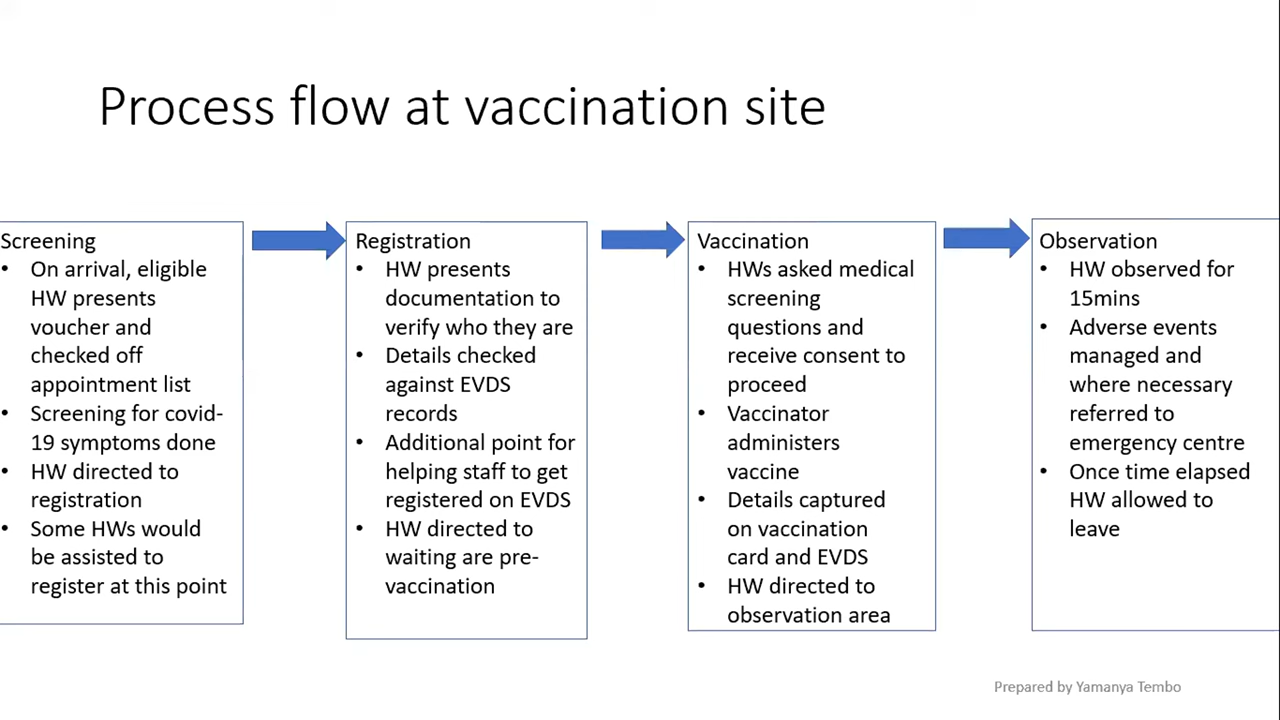 Process flow at vaccination site
Screening
• On arrival, eligible
HW presents
voucher and
checked off
appointment list
• Screening for covid-
19 symptoms done
• HW directed to
registration
• Some HWs would
be assisted to
register at this point
Registration
• HW presents
documentation to
verify who they are
• Details checked
against EVDS
records
• Additional point for
helping staff to get
registered on EVDS
• HW directed to
waiting are pre-
vaccination
Vaccination
• HWs asked medical
screening
questions and
receive consent to
proceed
• Vaccinator
administers
vaccine
• Details captured
on vaccination
card and EVDS
• HW directed to
observation area
Observation
• HW observed for
15mins
• Adverse events
managed and
where necessary
referred to
emergency centre
• Once time elapsed
HW allowed to
leave
Prepared by Yamanya Tembo